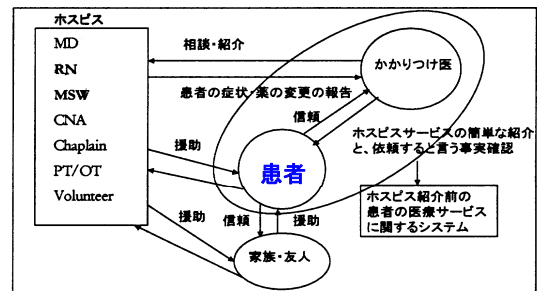 ホスピス
MD
RN
MSW
CNA
Chaplain
PT/OT
Volunteer
相談・紹介
かかりつけ医
患者の症状・薬の変更の報告
信頼
援助
ホスピスサービスの簡単な紹介
と、依頼すると言う事実確認
患者
ホスピス紹介前の
患者の医療サービス
に関するシステム
援助
信頼
援助
家族・友人